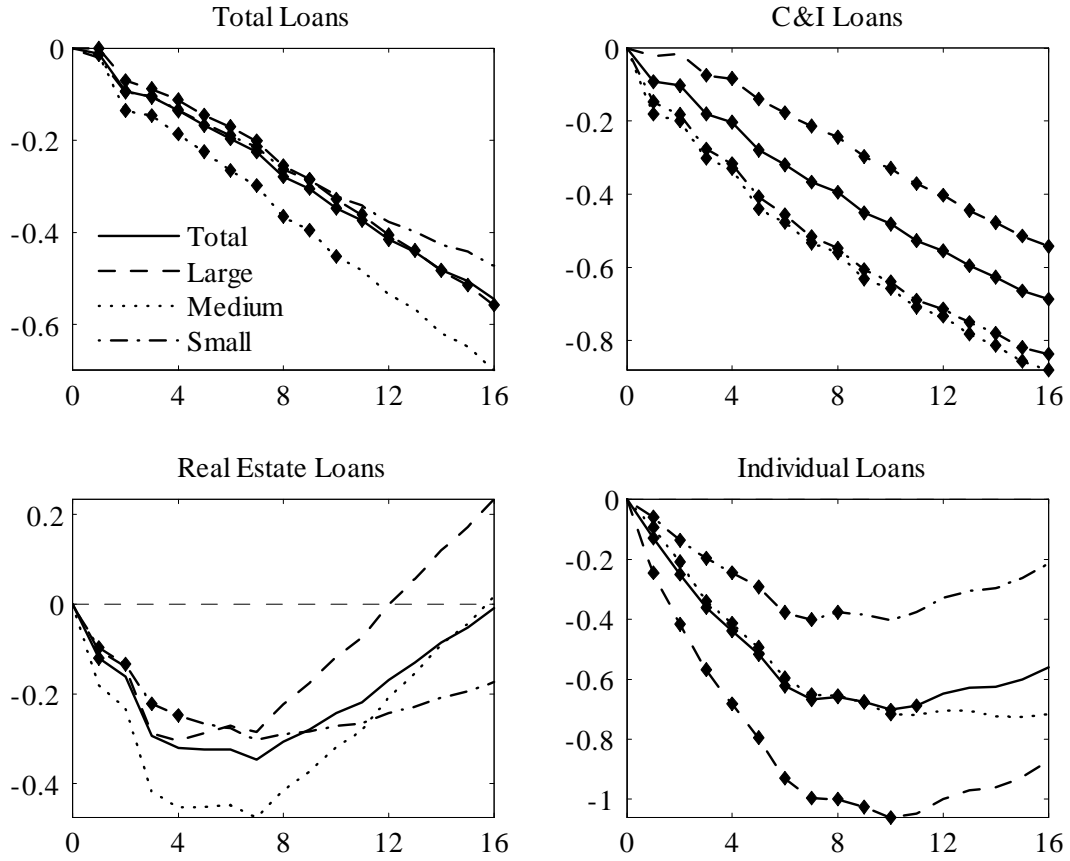 Total Loans
0
-0.2
-0.4
-0.6
Total
Large
Medium
Small
0 4 8 12 16
C&I Loans
0
-0.2
-0.4
-0.6
-0.8
0 4 8 12 16
Real Estate Loans
0.2
0
-0.2
-0.4
0 4 8 12 16
Individual Loans
0
-0.2
-0.4
-0.6
-0.8
-1
0 4 8 12 16